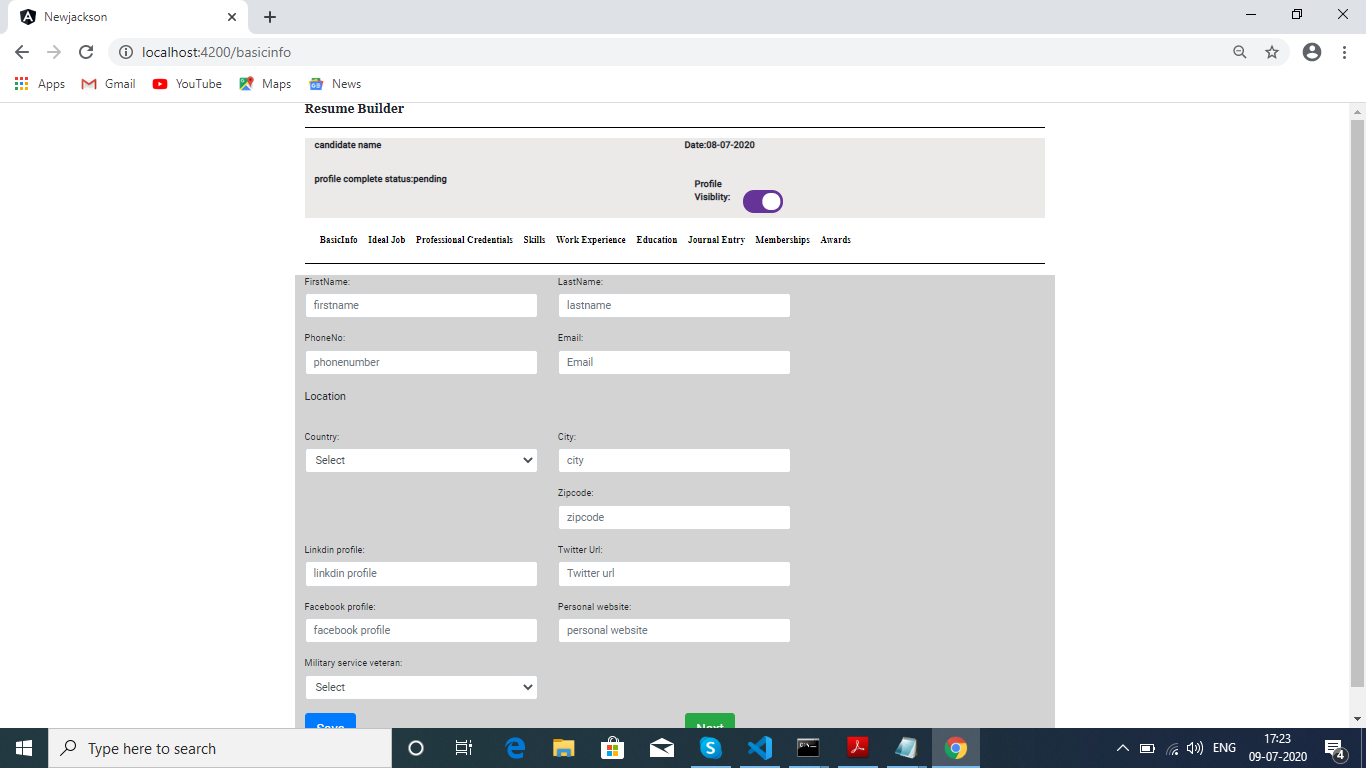 Newjackson
localhost:4200/basicinfo
Apps Gmail YouTube Maps News
Resume Builder
candidate name Date:08-07-2020
profile complete status:pending
Profile
Visiblity:
BasicInfo Ideal Job Professional Credentials Skills Work Experience Education Journal Entry Memberships Awards
FirstName: LastName:
firstname lastname
PhoneNo: Email:
phonenumber Email
Location
Country: City:
Select city
Zipcode:
zipcode
Linkdin profile: Twitter Url:
linkdin profile Twitter url
Facebook profile: Personal website:
facebook profile personal website
Military service veteran:
Select
Save Next
Type here to search
ENG
17:23
09-07-2020
4